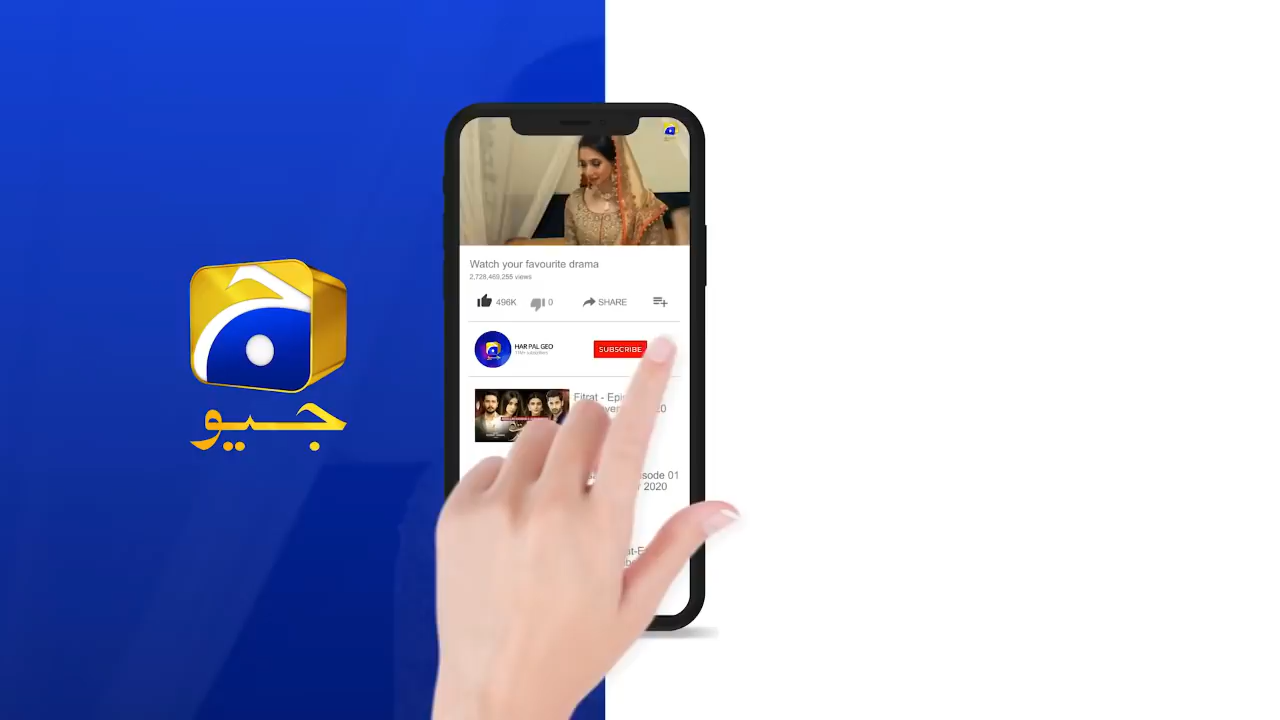 جیو
Watch your favourite drama
2,728,469,255 views
496K
0
SHARE
HAR PAL GEO
SUBSCRIBE
Fitrat - Epi
20
sode 01
2020